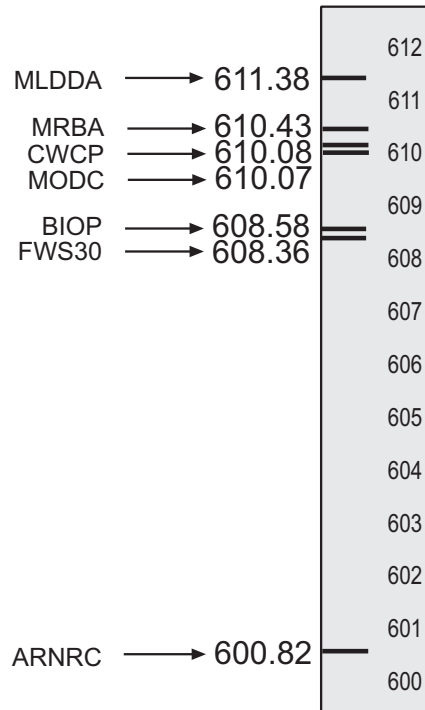 612
MLDDA 611.38
611
MRBA 610.43
CWCP 610.08
610
MODC 610.07
609
BIOP 608.58
FWS30 608.36
608
607
606
605
604
603
602
601
ARNRC 600.82
600